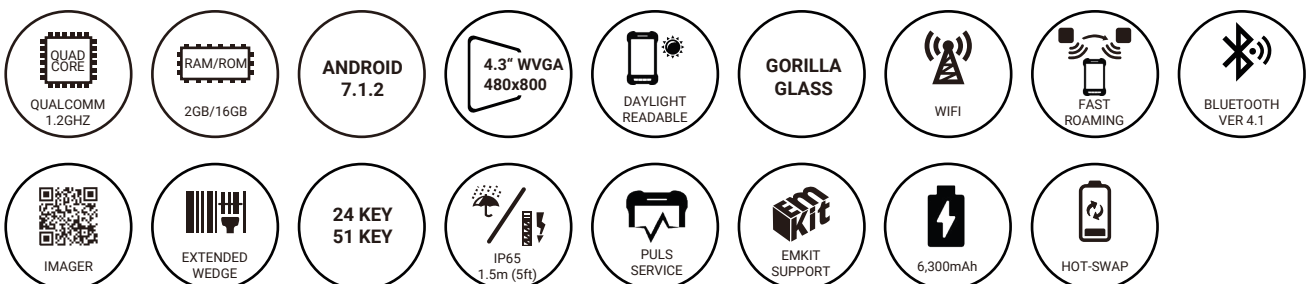 QUAD
CORE
QUALCOMM
1.2GHZ
RAM/ROM
2GB/16GB
ANDROID
7.1.2
4.3“ WVGA
480x800
DAYLIGHT
READABLE
GORILLA
GLASS
WIFI
FAST
ROAMING
BLUETOOTH
VER 4.1
IMAGER
EXTENDED
WEDGE
24 KEY
51 KEY
IP65
1.5m (5ft)
PULS
SERVICE
EMKIT
SUPPORT
Em
Kit
6,300mAh
HOT-SWAP